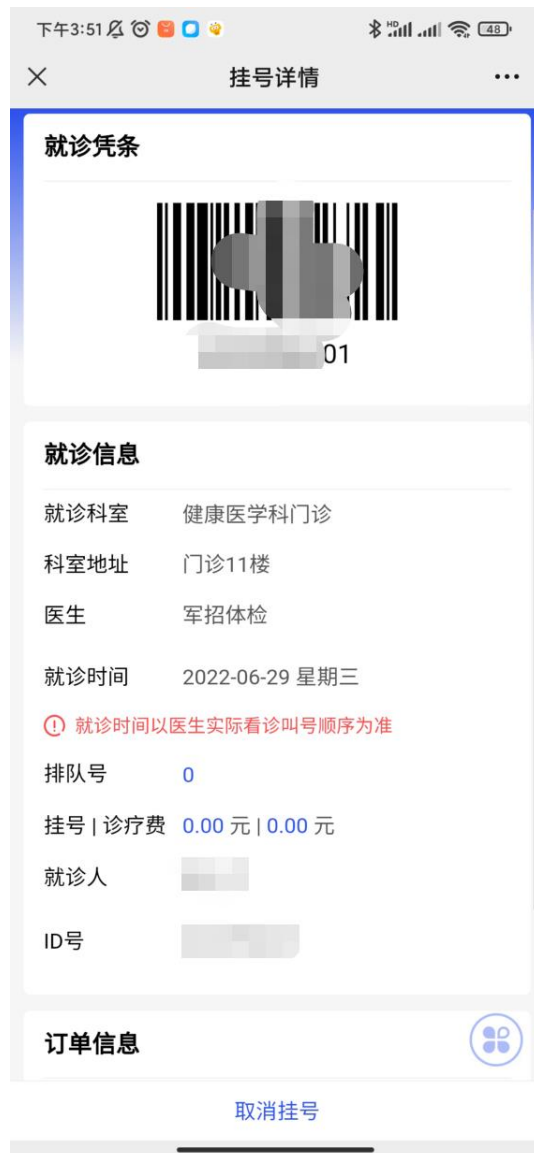 下午3:51
HD
48
挂号详情
就诊凭条
01
就诊信息
就诊科室 健康医学科门诊
科室地址 门诊11楼
医生 军招体检
就诊时间 2022-06-29 星期三
就诊时间以医生实际看诊叫号顺序为准
排队号 0
挂号 | 诊疗费 0.00 元 | 0.00 元
就诊人
ID号
订单信息
取消挂号